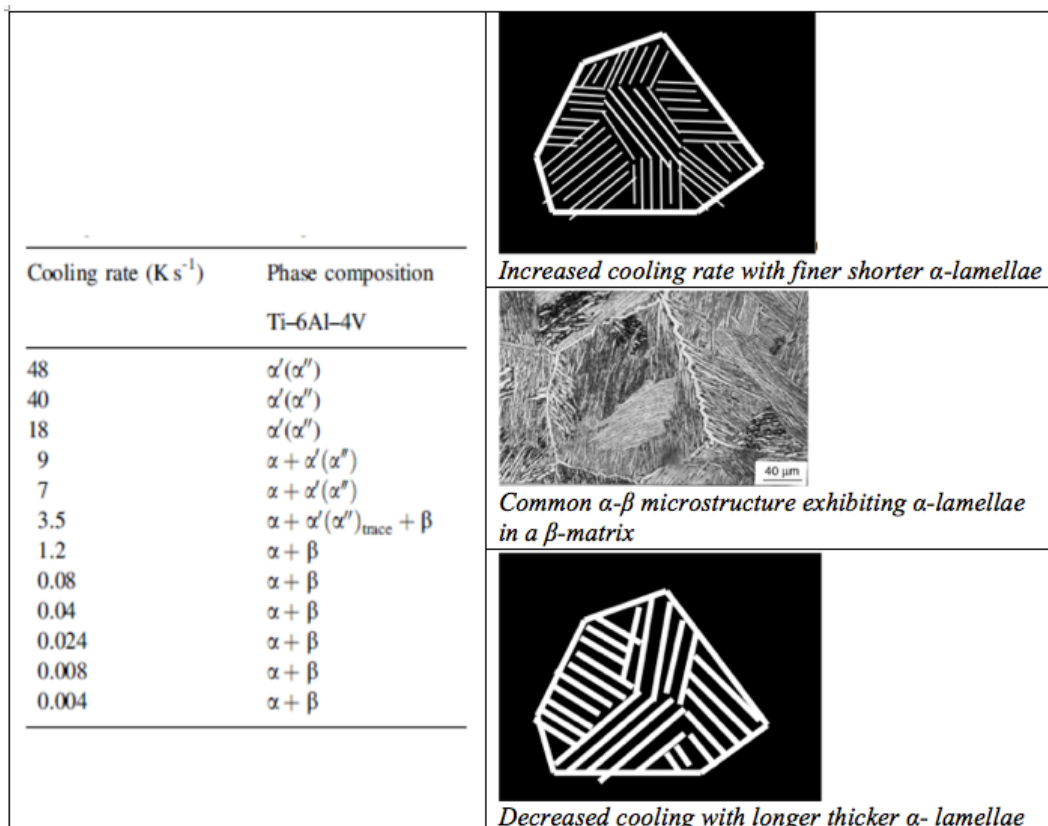 Cooling rate (K s⁻¹) Phase composition
Ti–6Al–4V
48 α′(α″)
40 α′(α″)
18 α′(α″)
9 α + α′(α″)
7 α + α′(α″)
3.5 α + α′(α″)trace + β
1.2 α + β
0.08 α + β
0.04 α + β
0.024 α + β
0.008 α + β
0.004 α + β
Increased cooling rate with finer shorter α-lamellae
40 μm
Common α-β microstructure exhibiting α-lamellae
in a β-matrix
Decreased cooling with longer thicker α- lamellae